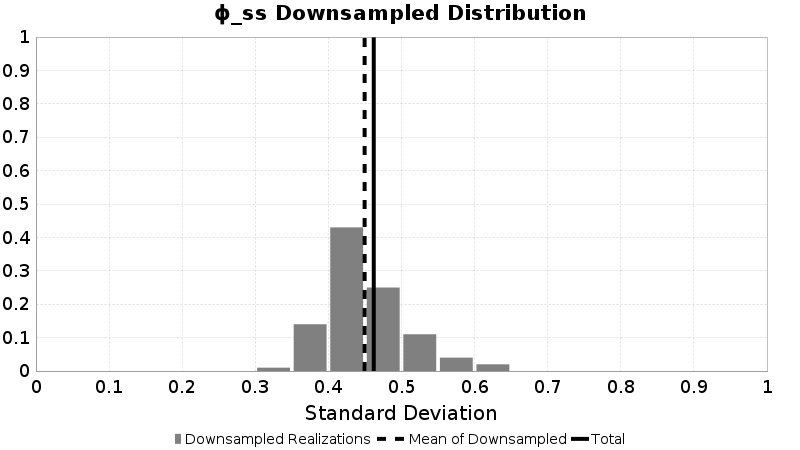 ϕ_ss Downsampled Distribution
1
0.9
0.8
0.7
0.6
0.5
0.4
0.3
0.2
0.1
0
0 0.1 0.2 0.3 0.4 0.5 0.6 0.7 0.8 0.9 1
Standard Deviation
Downsampled Realizations Mean of Downsampled Total